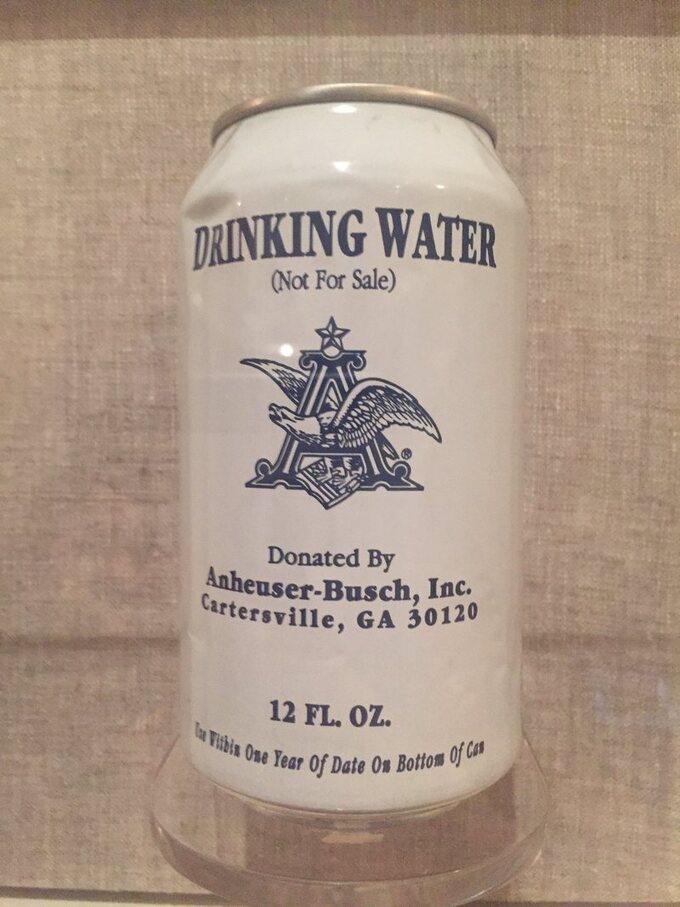 DRINKING WATER
(Not For Sale)
A
®
Donated By
Anheuser-Busch, Inc.
Cartersville, GA 30120
12 FL. OZ.
Use Within One Year Of Date On Bottom Of Can